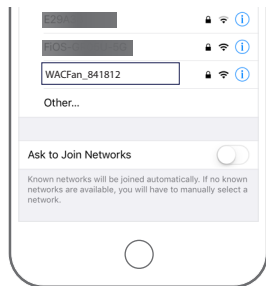 WACFan_841812
Other...
Ask to Join Networks
Known networks will be joined automatically. If no known
networks are available, you will have to manually select a
network.